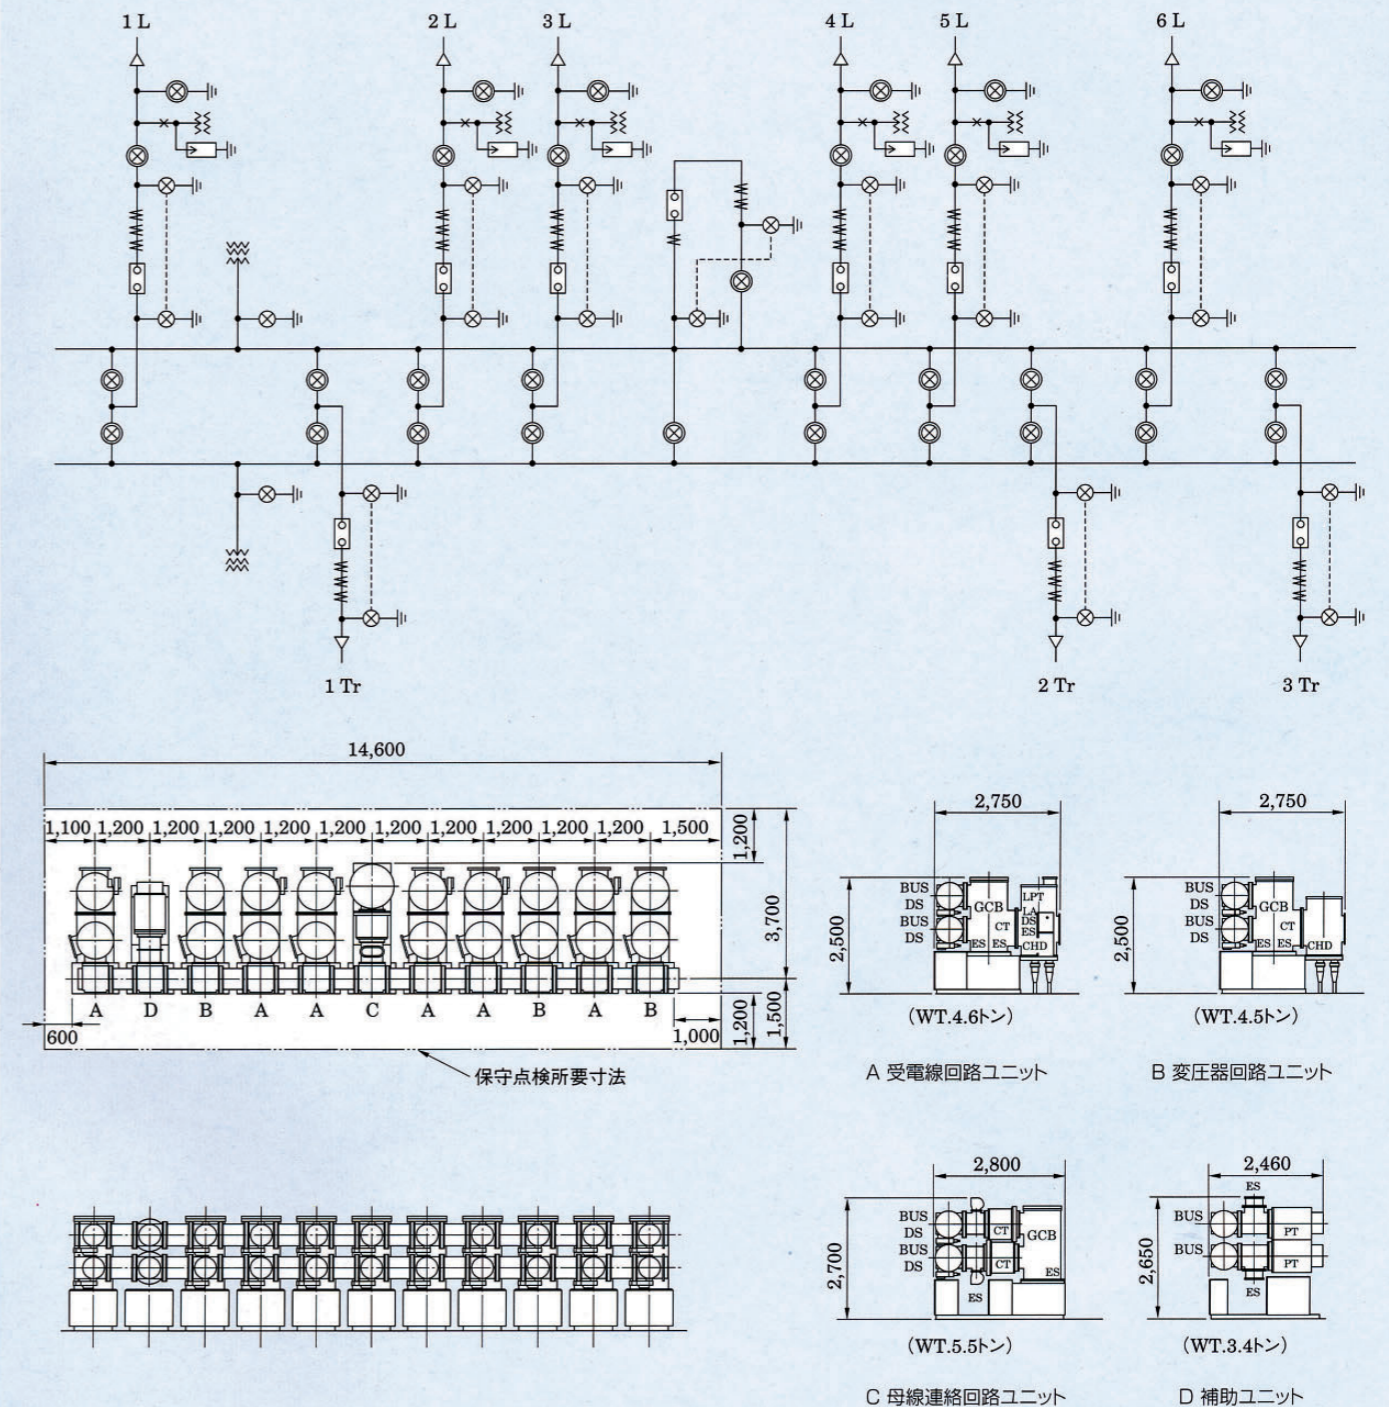 1 L 2 L 3 L 4 L 5 L 6 L
1 Tr 2 Tr 3 Tr
14,600
1,100 1,200 1,200 1,200 1,200 1,200 1,200 1,200 1,200 1,200 1,200 1,500
1,200
3,700
A D B A A C A A B A B
600
1,000
1,200
1,500
保守点検所要寸法
2,750
2,500
BUS
DS
BUS
DS
GCB
CT
ES ES
LPT
LA
DS
ES
CHD
(WT.4.6トン)
A 受電線回路ユニット
2,750
2,500
BUS
DS
BUS
DS
GCB
CT
ES ES
CHD
(WT.4.5トン)
B 変圧器回路ユニット
2,800
2,700
BUS
DS
BUS
DS
CT
CT
GCB
ES
ES
(WT.5.5トン)
C 母線連絡回路ユニット
2,460
ES
2,650
BUS
BUS
PT
PT
ES
(WT.3.4トン)
D 補助ユニット